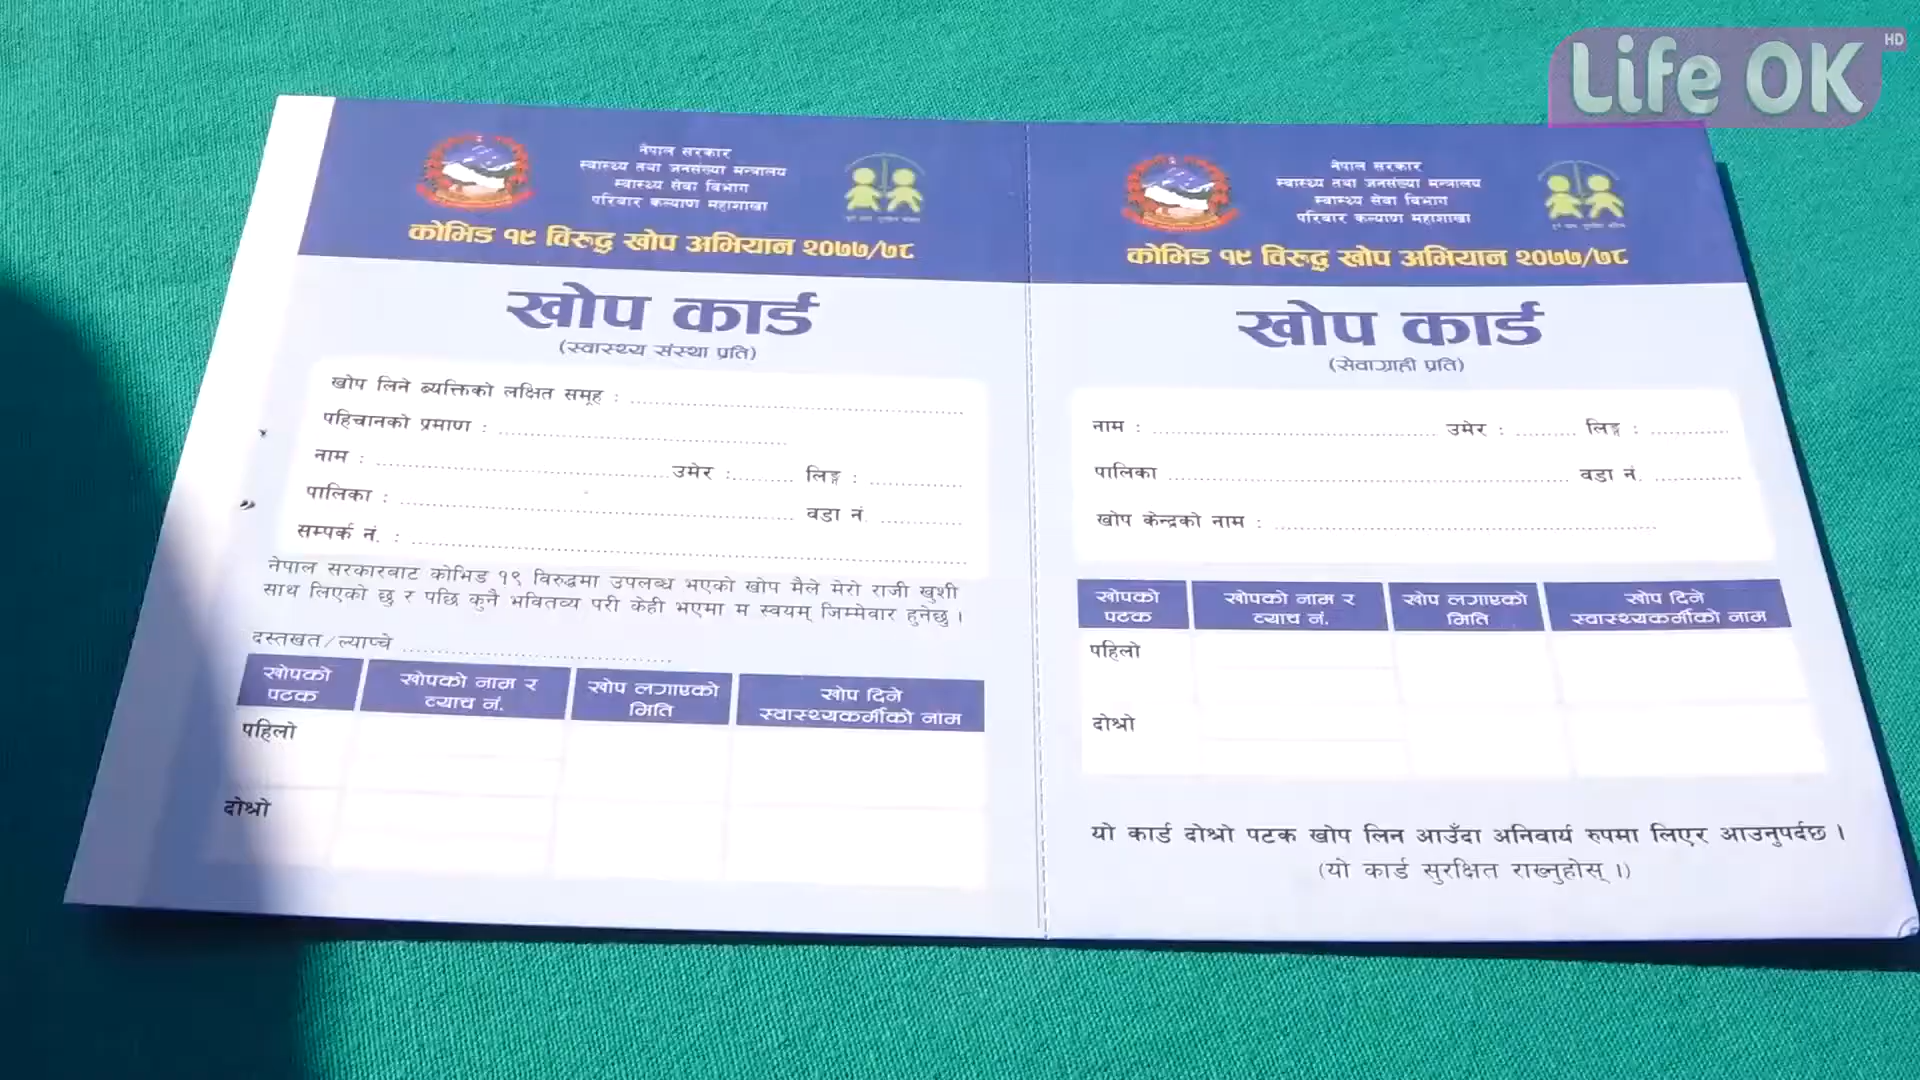 Life OK HD
नेपाल सरकार
स्वास्थ्य तथा जनसंख्या मन्त्रालय
स्वास्थ्य सेवा विभाग
परिवार कल्याण महाशाखा
कोभिड १९ विरुद्ध खोप अभियान २०७७/७८
खोप कार्ड
(स्वास्थ्य संस्था प्रति)
खोप लिने ब्यक्तिको लक्षित समूह :
पहिचानको प्रमाण :
नाम : उमेर : लिङ्ग :
पालिका : वडा नं.
सम्पर्क नं. :
नेपाल सरकारबाट कोभिड १९ विरुद्धमा उपलब्ध भएको खोप मैले मेरो राजी खुशी
साथ लिएको छु र पछि कुनै भवितव्य परी केही भएमा म स्वयम् जिम्मेवार हुनेछु ।
दस्तखत/ल्याप्चे
खोपको पटक
खोपको नाम र ब्याच नं.
खोप लगाएको मिति
खोप दिने स्वास्थ्यकर्मीको नाम
पहिलो
दोश्रो
नेपाल सरकार
स्वास्थ्य तथा जनसंख्या मन्त्रालय
स्वास्थ्य सेवा विभाग
परिवार कल्याण महाशाखा
कोभिड १९ विरुद्ध खोप अभियान २०७७/७८
खोप कार्ड
(सेवाग्राही प्रति)
नाम : उमेर : लिङ्ग :
पालिका वडा नं.
खोप केन्द्रको नाम :
खोपको पटक
खोपको नाम र ब्याच नं.
खोप लगाएको मिति
खोप दिने स्वास्थ्यकर्मीको नाम
पहिलो
दोश्रो
यो कार्ड दोश्रो पटक खोप लिन आउँदा अनिवार्य रुपमा लिएर आउनुपर्दछ ।
(यो कार्ड सुरक्षित राख्नुहोस् ।)